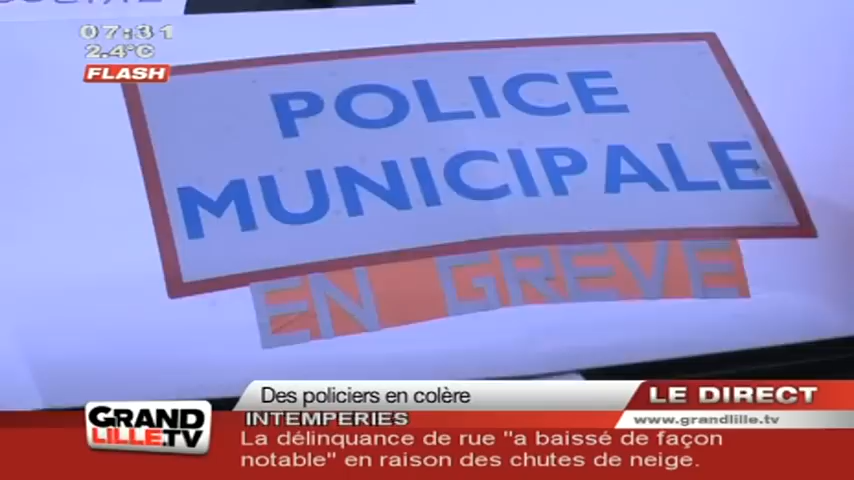 07:31
2.4°C
FLASH
POLICE
MUNICIPALE
EN GREVE
Des policiers en colère
LE DIRECT
www.grandlille.tv
GRAND
LILLE.TV
INTEMPERIES
La délinquance de rue "a baissé de façon
notable" en raison des chutes de neige.